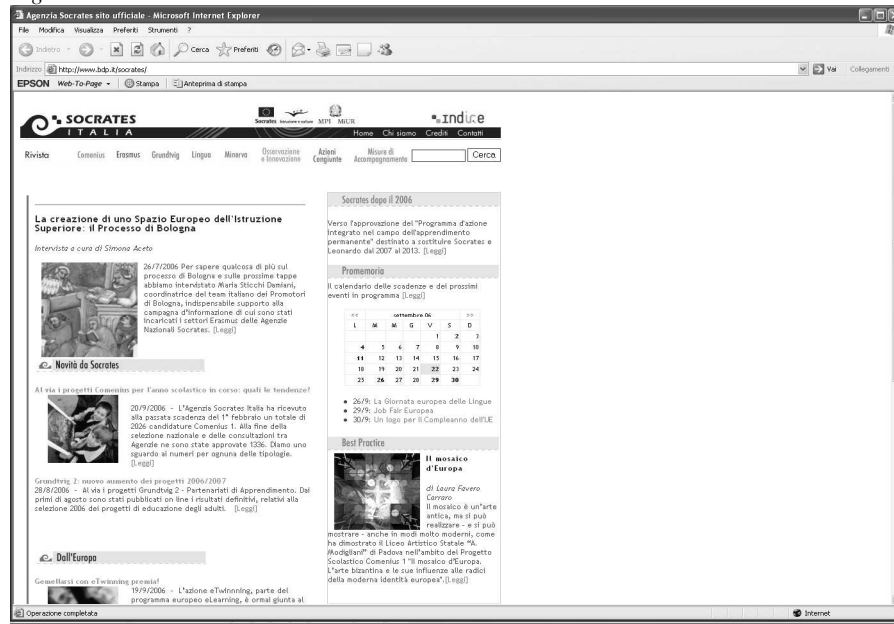 Agenzia Socrates sito ufficiale - Microsoft Internet Explorer
File Modifica Visualizza Preferiti Strumenti ?
Indietro Cerca Preferiti
Indirizzo http://www.bdp.it/socrates/ Vai Collegamenti
EPSON Web-To-Page Stampa Anteprima di stampa
SOCRATES
ITALIA
Socrates Istruzione e cultura MPI MiUR
indice
Home Chi siamo Crediti Contatti
Rivista Comenius Erasmus Grundtvig Lingua Minerva Osservazione e Innovazione Azioni Congiunte Misure di Accompagnamento Cerca
La creazione di uno Spazio Europeo dell'Istruzione
Superiore: il Processo di Bologna
Intervista a cura di Simona Aceto
26/7/2006 Per sapere qualcosa di più sul
processo di Bologna e sulle prossime tappe
abbiamo intervistato Maria Sticchi Damiani,
coordinatrice del team italiano dei Promotori
di Bologna, indispensabile supporto alla
campagna d'informazione di cui sono stati
incaricati i settori Erasmus delle Agenzie
Nazionali Socrates. [Leggi]
Novità da Socrates
Al via i progetti Comenius per l'anno scolastico in corso: quali le tendenze?
20/9/2006 - L'Agenzia Socrates Italia ha ricevuto
alla passata scadenza del 1° febbraio un totale di
2026 candidature Comenius 1. Alla fine della
selezione nazionale e delle consultazioni tra
Agenzie ne sono state approvate 1336. Diamo uno
sguardo ai numeri per ognuna delle tipologie.
[Leggi]
Grundtvig 2: nuovo aumento dei progetti 2006/2007
28/8/2006 - Al via i progetti Grundtvig 2 - Partenariati di Apprendimento. Dai
primi di agosto sono stati pubblicati on line i risultati definitivi, relativi alla
selezione 2006 dei progetti di educazione degli adulti. [Leggi]
Dall'Europa
Gemellarsi con eTwinning premia!
19/9/2006 - L'azione eTwinnning, parte del
programma europeo eLearning, è ormai giunta al
Socrates dopo il 2006
Verso l'approvazione del "Programma d'azione
integrato nel campo dell'apprendimento
permanente" destinato a sostituire Socrates e
Leonardo dal 2007 al 2013. [Leggi]
Promemoria
Il calendario delle scadenze e dei prossimi
eventi in programma [Leggi]
<< settembre 06 >>
L M M G V S D
1 2 3
4 5 6 7 8 9 10
11 12 13 14 15 16 17
18 19 20 21 22 23 24
25 26 27 28 29 30
26/9: La Giornata europea delle Lingue
29/9: Job Fair Europea
30/9: Un logo per il Compleanno dell'UE
Best Practice
Il mosaico
d'Europa
di Laura Favero
Carraro
Il mosaico è un'arte
antica, ma si può
realizzare - e si può
mostrare - anche in modi molto moderni, come
ha dimostrato il Liceo Artistico Statale "A.
Modigliani" di Padova nell'ambito del Progetto
Scolastico Comenius 1 "Il mosaico d'Europa.
L'arte bizantina e le sue influenze alle radici
della moderna identità europea".[Leggi]
Operazione completata Internet